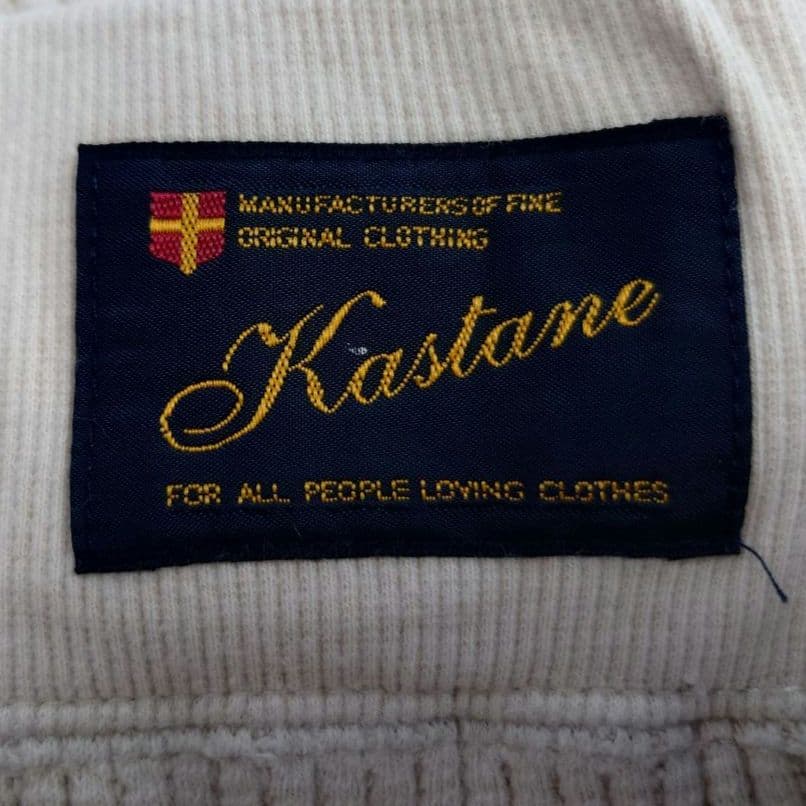 MANUFACTURERS OF FINE
ORIGINAL CLOTHING
Kastane
FOR ALL PEOPLE LOVING CLOTHES